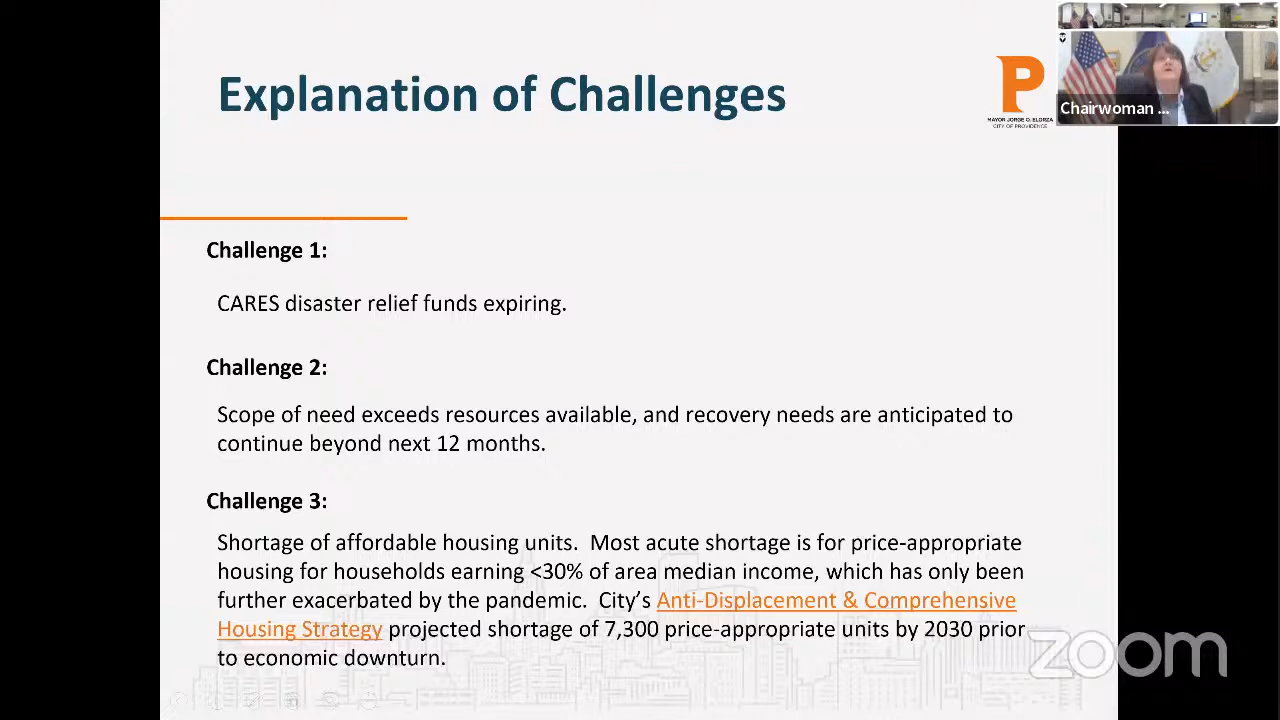 Explanation of Challenges
P
MAYOR JORGE O. ELORZA
CITY OF PROVIDENCE
Chairwoman ...
Challenge 1:
CARES disaster relief funds expiring.
Challenge 2:
Scope of need exceeds resources available, and recovery needs are anticipated to
continue beyond next 12 months.
Challenge 3:
Shortage of affordable housing units. Most acute shortage is for price-appropriate
housing for households earning <30% of area median income, which has only been
further exacerbated by the pandemic. City’s Anti-Displacement & Comprehensive
Housing Strategy projected shortage of 7,300 price-appropriate units by 2030 prior
to economic downturn.
zoom